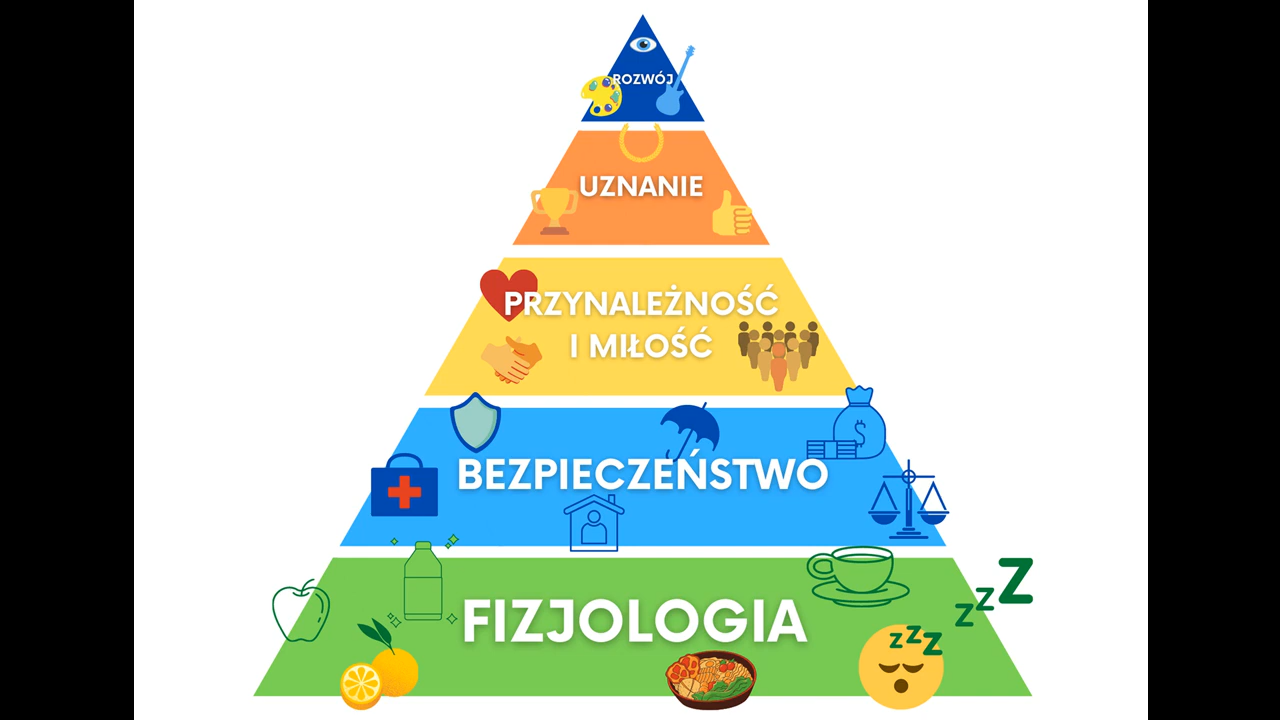 ROZWÓJ
UZNANIE
PRZYNALEŻNOŚĆ
I MIŁOŚĆ
BEZPIECZEŃSTWO
$
FIZJOLOGIA
z z Z
z z z